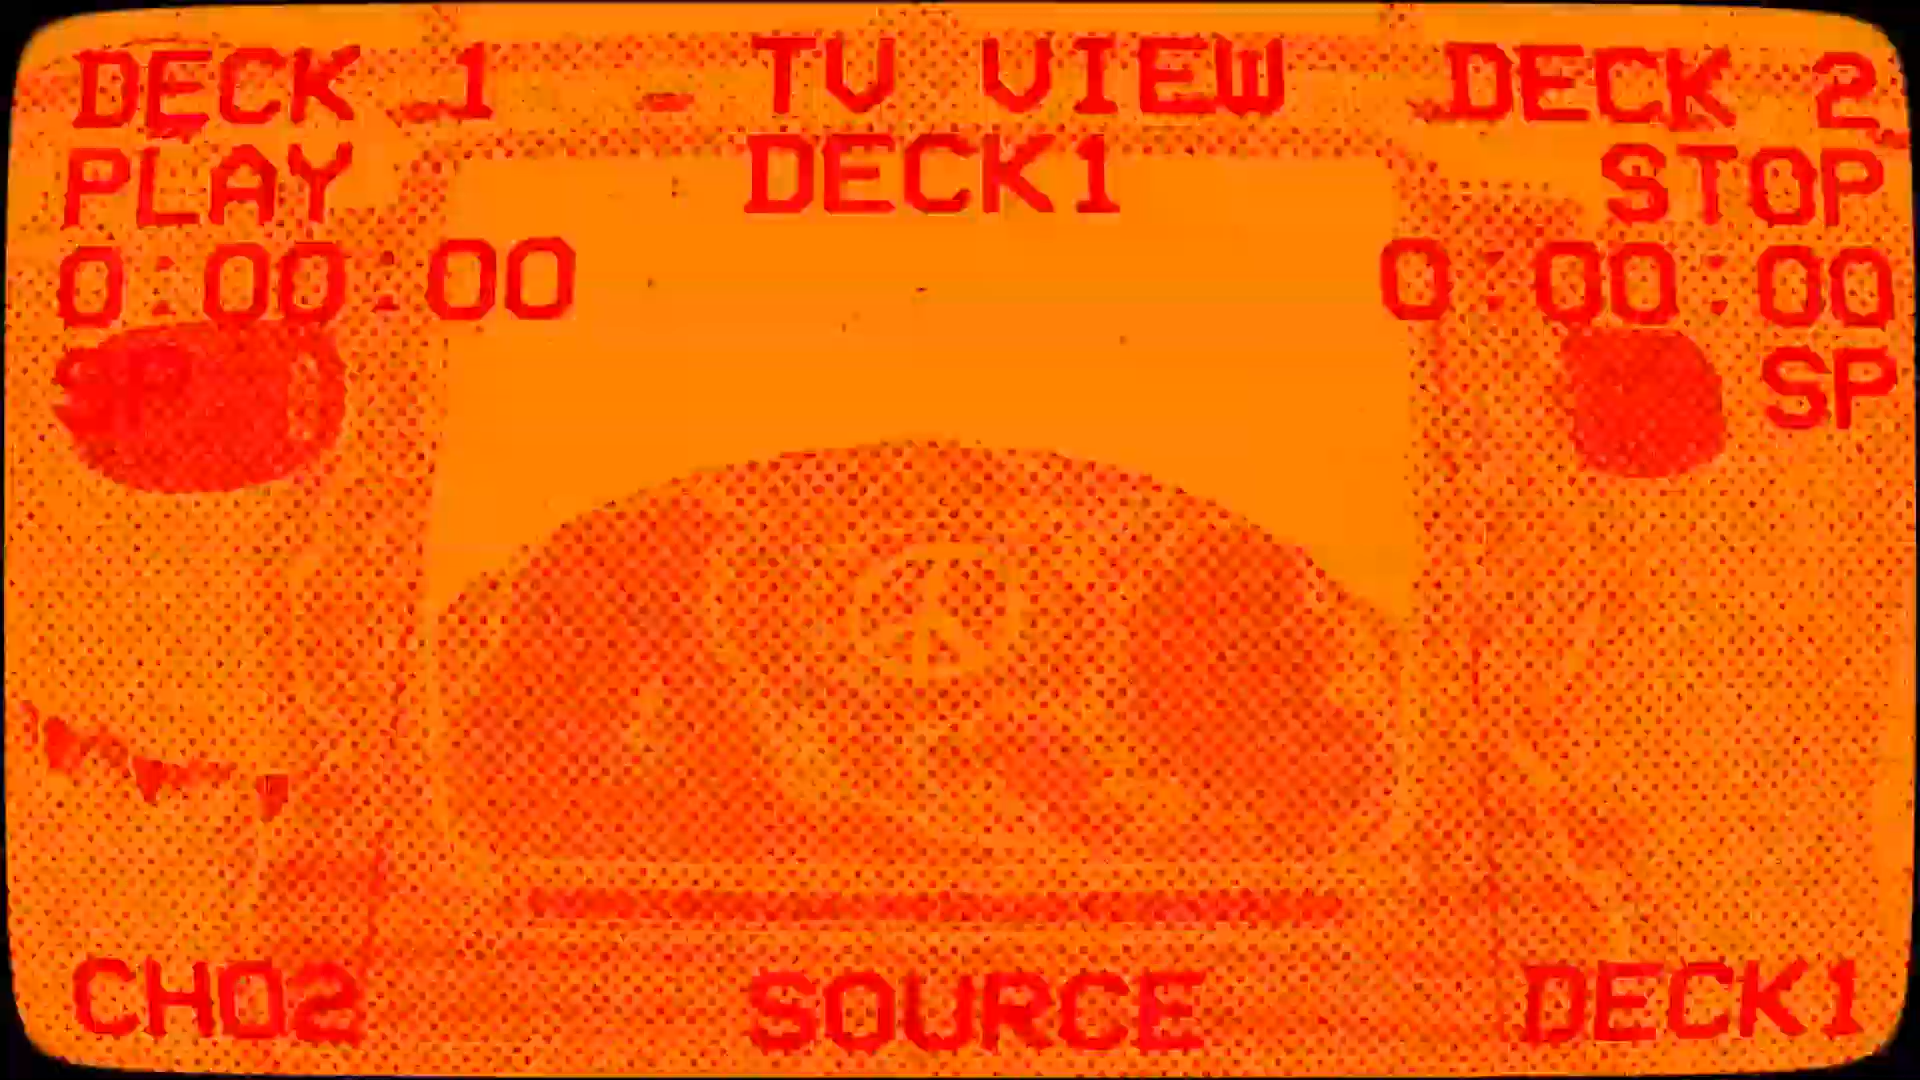 DECK 1
PLAY
0:00:00
SP
TV VIEW
DECK1
DECK 2
STOP
0:00:00
SP
CH02
SOURCE
DECK1